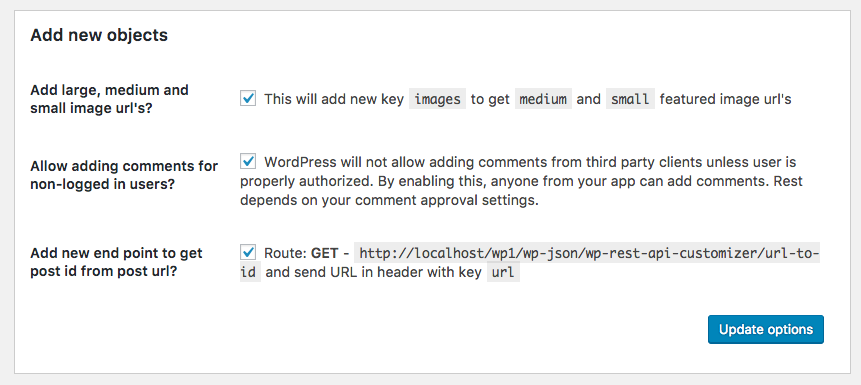 Add new objects
Add large, medium and
small image url's?
This will add new key images to get medium and small featured image url's
Allow adding comments for
non-logged in users?
WordPress will not allow adding comments from third party clients unless user is
properly authorized. By enabling this, anyone from your app can add comments. Rest
depends on your comment approval settings.
Add new end point to get
post id from post url?
Route: GET - http://localhost/wp1/wp-json/wp-rest-api-customizer/url-to-
id and send URL in header with key url
Update options